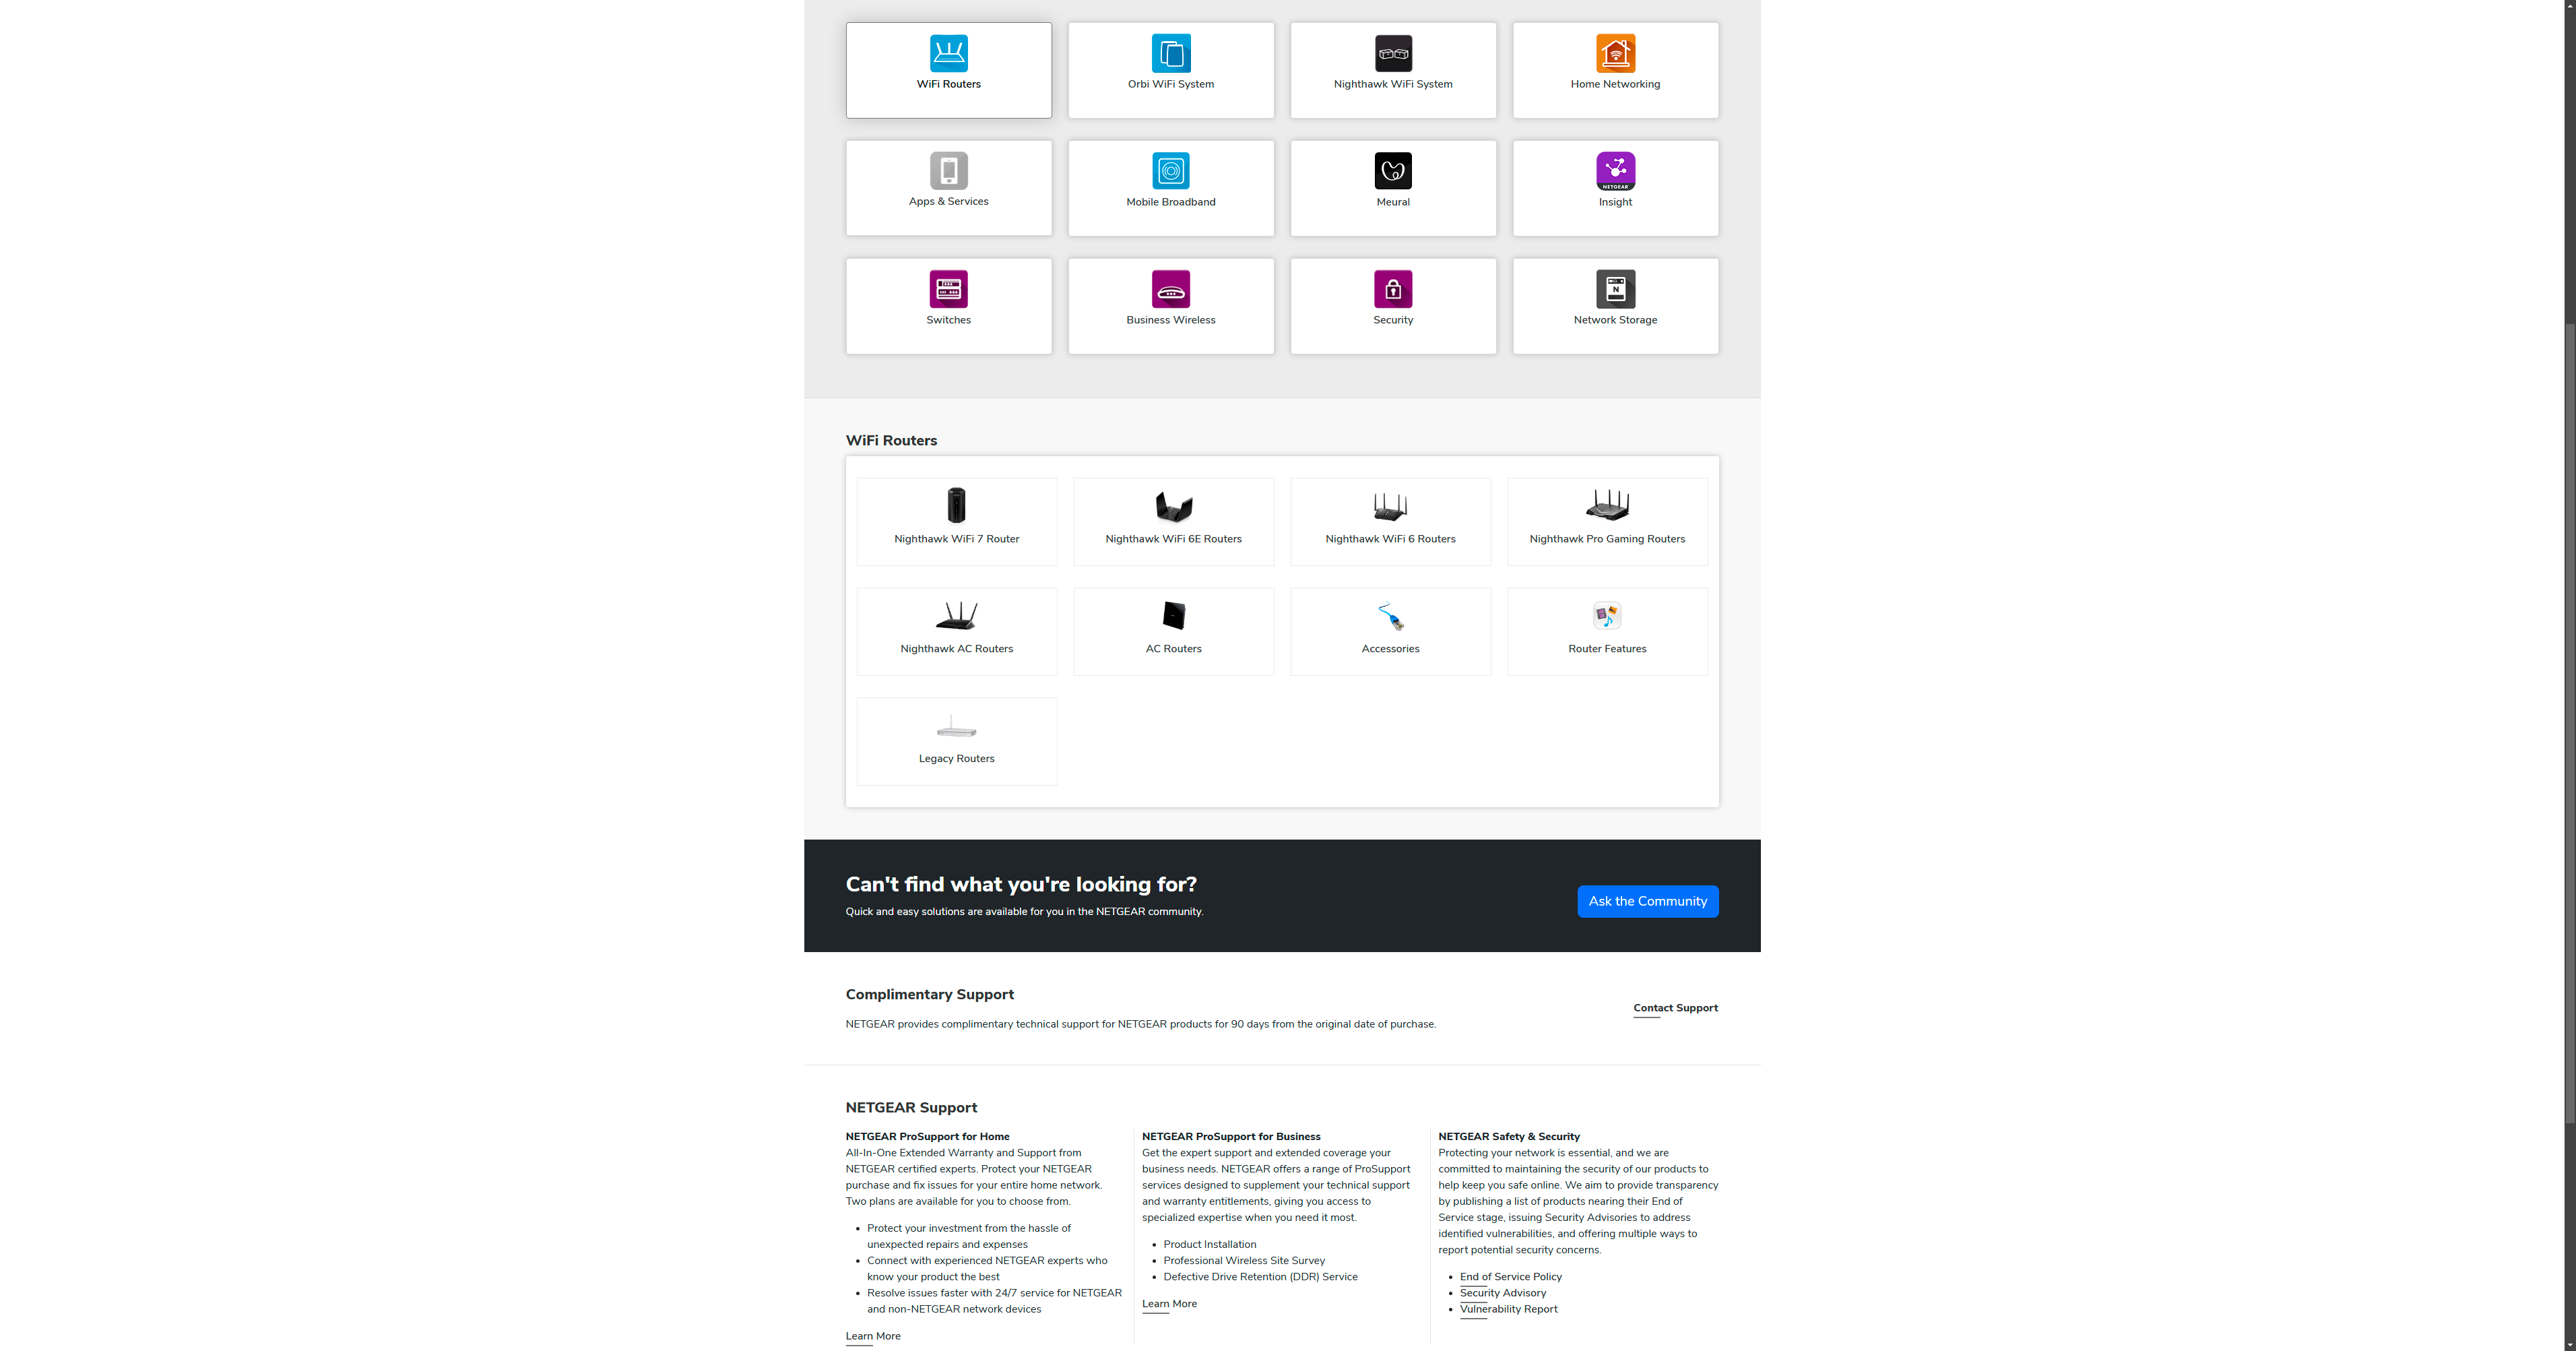 WiFi Routers
Orbi WiFi System
Nighthawk WiFi System
Home Networking
Apps & Services
Mobile Broadband
Meural
NETGEAR
Insight
Switches
Business Wireless
Security
N
Network Storage
WiFi Routers
Nighthawk WiFi 7 Router
Nighthawk WiFi 6E Routers
Nighthawk WiFi 6 Routers
Nighthawk Pro Gaming Routers
Nighthawk AC Routers
AC Routers
Accessories
Router Features
Legacy Routers
Can't find what you're looking for?
Quick and easy solutions are available for you in the NETGEAR community.
Ask the Community
Complimentary Support
NETGEAR provides complimentary technical support for NETGEAR products for 90 days from the original date of purchase.
Contact Support
NETGEAR Support
NETGEAR ProSupport for Home
All-In-One Extended Warranty and Support from
NETGEAR certified experts. Protect your NETGEAR
purchase and fix issues for your entire home network.
Two plans are available for you to choose from.
• Protect your investment from the hassle of
unexpected repairs and expenses
• Connect with experienced NETGEAR experts who
know your product the best
• Resolve issues faster with 24/7 service for NETGEAR
and non-NETGEAR network devices
Learn More
NETGEAR ProSupport for Business
Get the expert support and extended coverage your
business needs. NETGEAR offers a range of ProSupport
services designed to supplement your technical support
and warranty entitlements, giving you access to
specialized expertise when you need it most.
• Product Installation
• Professional Wireless Site Survey
• Defective Drive Retention (DDR) Service
Learn More
NETGEAR Safety & Security
Protecting your network is essential, and we are
committed to maintaining the security of our products to
help keep you safe online. We aim to provide transparency
by publishing a list of products nearing their End of
Service stage, issuing Security Advisories to address
identified vulnerabilities, and offering multiple ways to
report potential security concerns.
• End of Service Policy
• Security Advisory
• Vulnerability Report